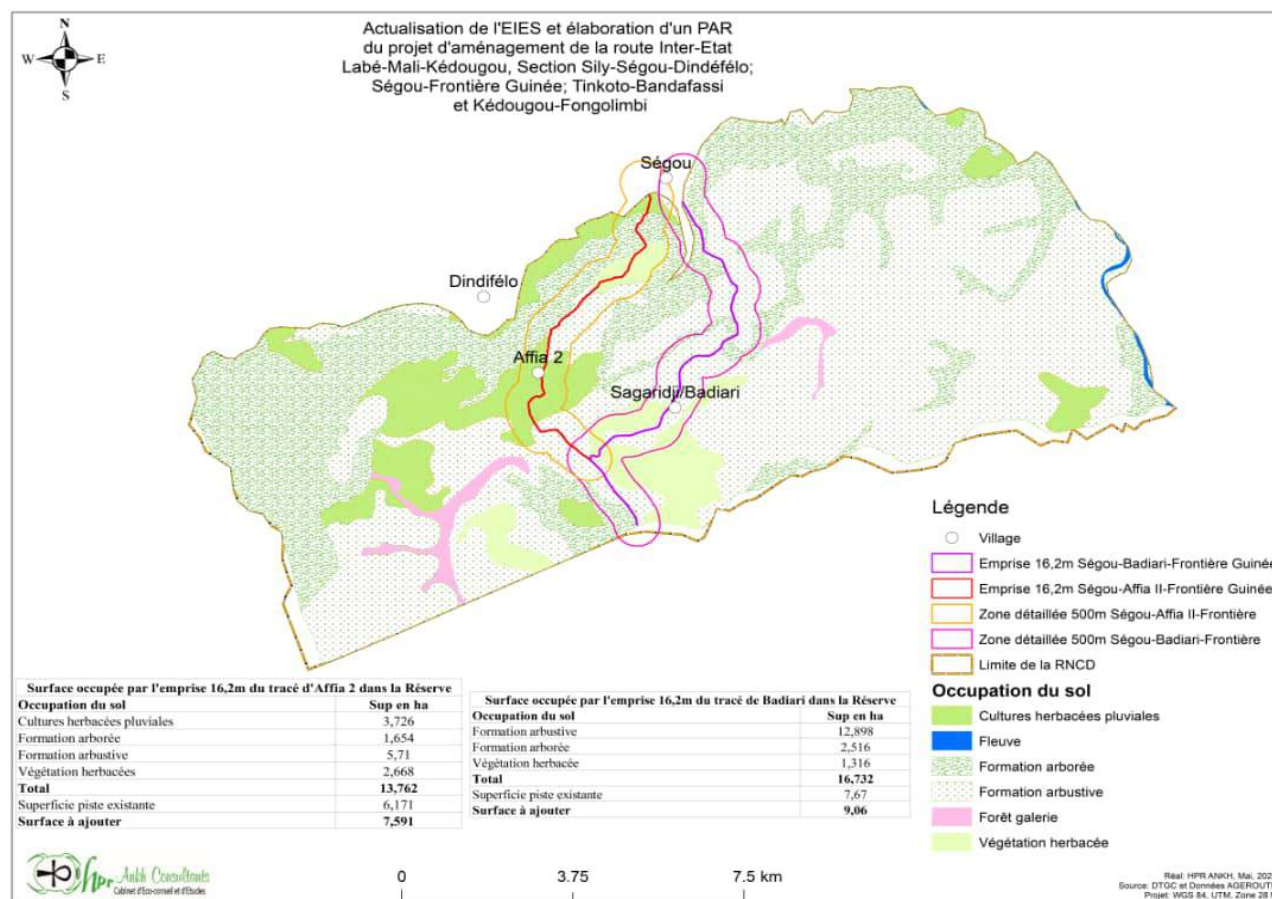 N
W E
S
Actualisation de l'EIES et élaboration d'un PAR
du projet d'aménagement de la route Inter-Etat
Labé-Mali-Kédougou, Section Sily-Ségou-Dindéfélo;
Ségou-Frontière Guinée; Tinkoto-Bandafassi
et Kédougou-Fongolimbi
Ségou
Dindifélo
Affia 2
Sagaridji/Badiari
Légende
Village
Emprise 16,2m Ségou-Badiari-Frontière Guinée
Emprise 16,2m Ségou-Affia II-Frontière Guinée
Zone détaillée 500m Ségou-Affia II-Frontière
Zone détaillée 500m Ségou-Badiari-Frontière
Limite de la RNCD
Occupation du sol
Cultures herbacées pluviales
Fleuve
Formation arborée
Formation arbustive
Forêt galerie
Végétation herbacée
Surface occupée par l'emprise 16,2m du tracé d'Affia 2 dans la Réserve
Occupation du sol Sup en ha
Cultures herbacées pluviales 3,726
Formation arborée 1,654
Formation arbustive 5,71
Végétation herbacées 2,668
Total 13,762
Superficie piste existante 6,171
Surface à ajouter 7,591
Surface occupée par l'emprise 16,2m du tracé de Badiari dans la Réserve
Occupation du sol Sup en ha
Formation arbustive 12,898
Formation arborée 2,516
Végétation herbacée 1,316
Total 16,732
Superficie piste existante 7,67
Surface à ajouter 9,06
hpr Ankh Consultants
Cabinet d'Eco-conseil et d'Etudes
0 3.75 7.5 km
Réal: HPR ANKH, Mai, 202
Source: DTGC et Données AGEROUTE
Projet: WGS 84, UTM, Zone 28